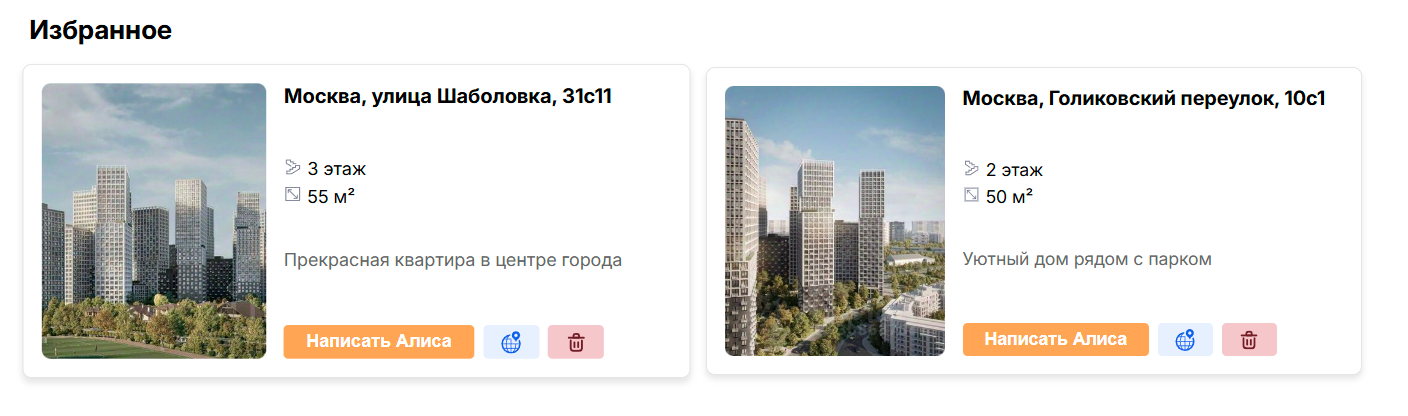 Избранное
Москва, улица Шаболовка, 31с11
3 этаж
55 м²
Прекрасная квартира в центре города
Написать Алиса
Москва, Голиковский переулок, 10с1
2 этаж
50 м²
Уютный дом рядом с парком
Написать Алиса